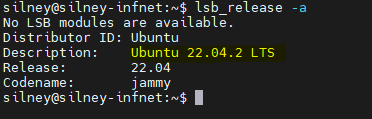 silney@silney-infnet:~$ lsb_release -a
No LSB modules are available.
Distributor ID: Ubuntu
Description:    Ubuntu 22.04.2 LTS
Release:        22.04
Codename:       jammy
silney@silney-infnet:~$